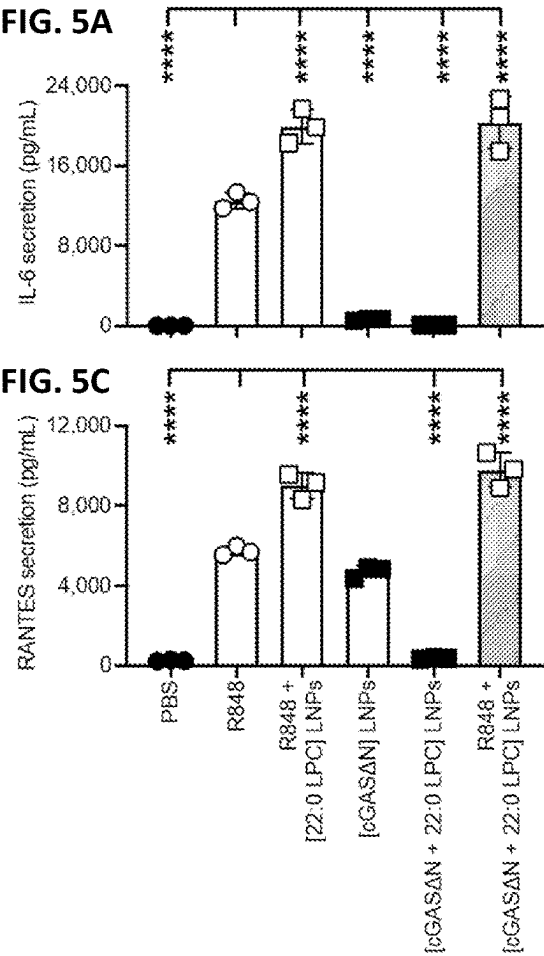 FIG. 5A
**** **** **** **** ****
IL-6 secretion (pg/mL)
24,000
16,000
8,000
0
FIG. 5C
**** **** **** ****
RANTES secretion (pg/mL)
12,000
8,000
4,000
0
PBS
R848
R848 +
[22:0 LPC] LNPs
[cGASΔN] LNPs
[cGASΔN + 22:0 LPC] LNPs
R848 +
[cGASΔN + 22:0 LPC] LNPs